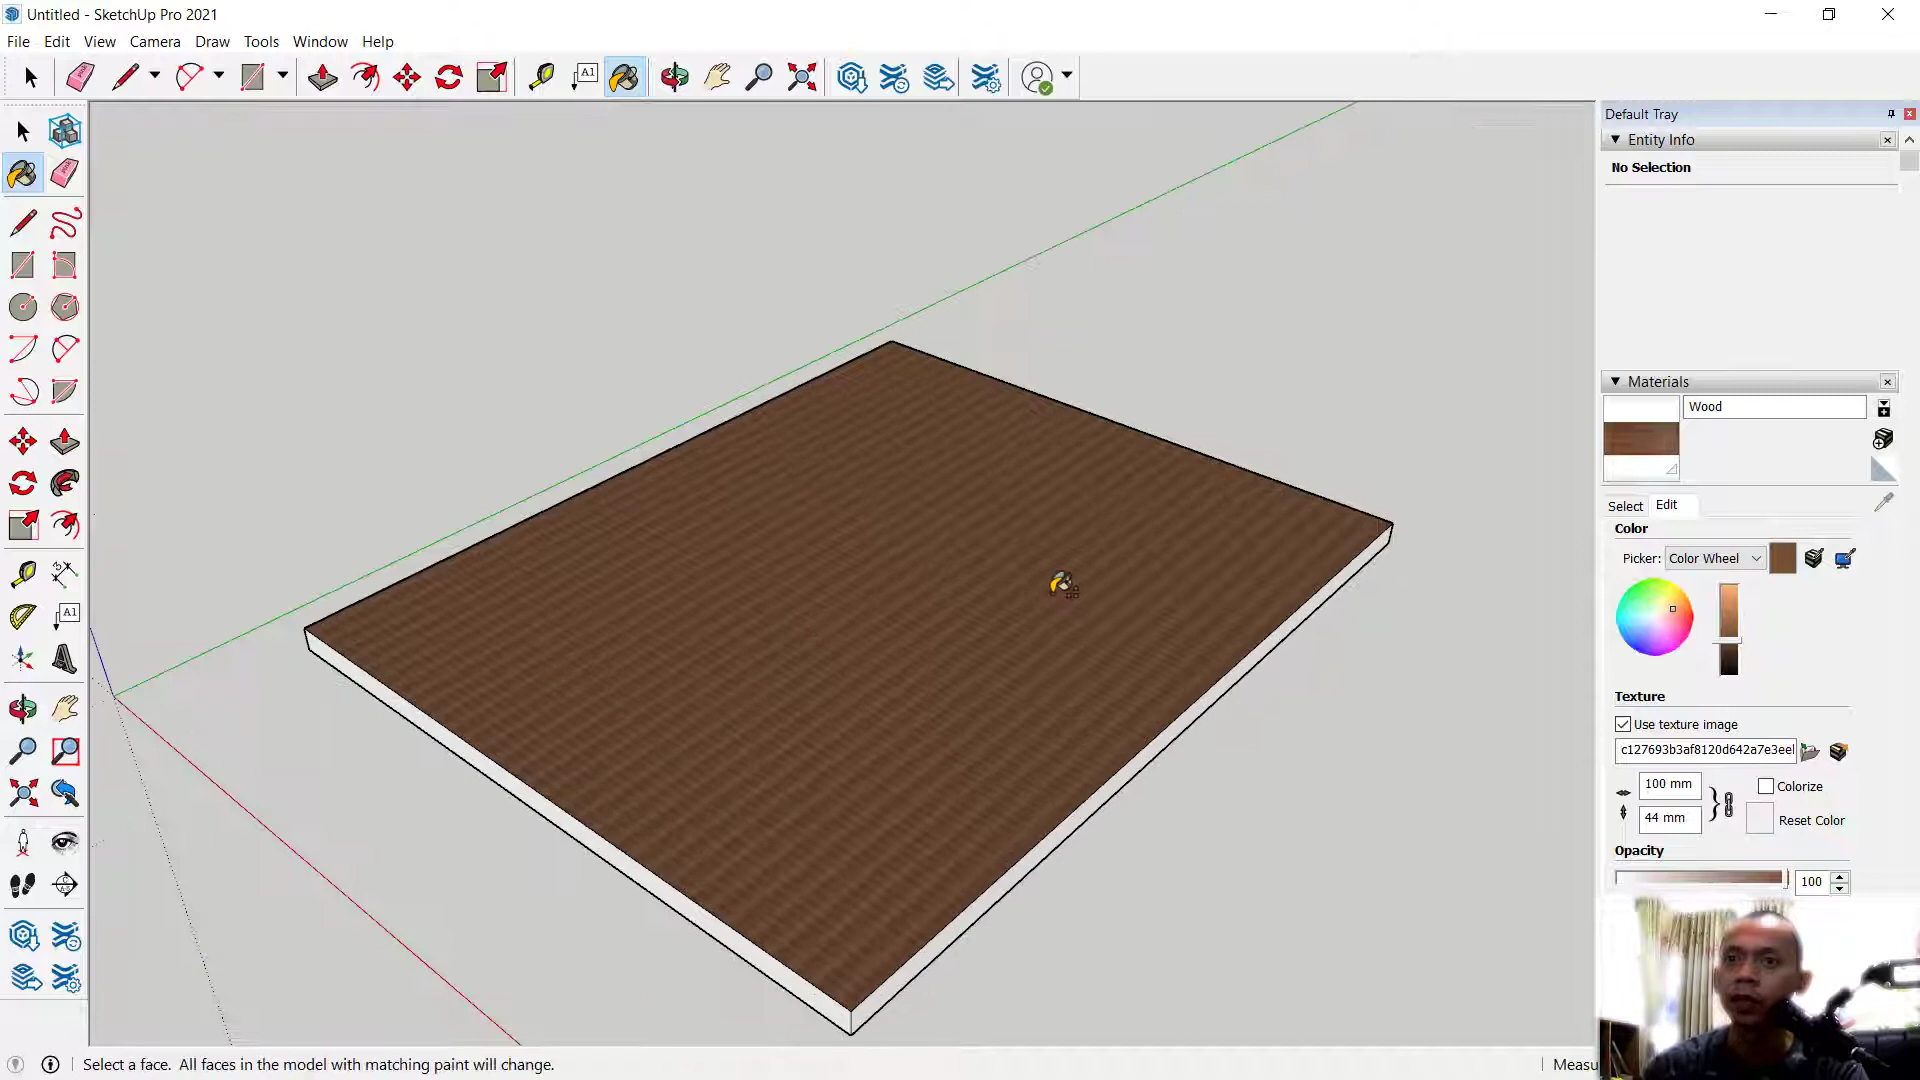 Untitled - SketchUp Pro 2021
File Edit View Camera Draw Tools Window Help
Default Tray
Entity Info
No Selection
Materials
Wood
Select Edit
Color
Picker: Color Wheel
Texture
Use texture image
c127693b3af8120d642a7e3eel
100 mm
Colorize
44 mm
Reset Color
Opacity
100
A1
A1
Select a face. All faces in the model with matching paint will change.
Measu